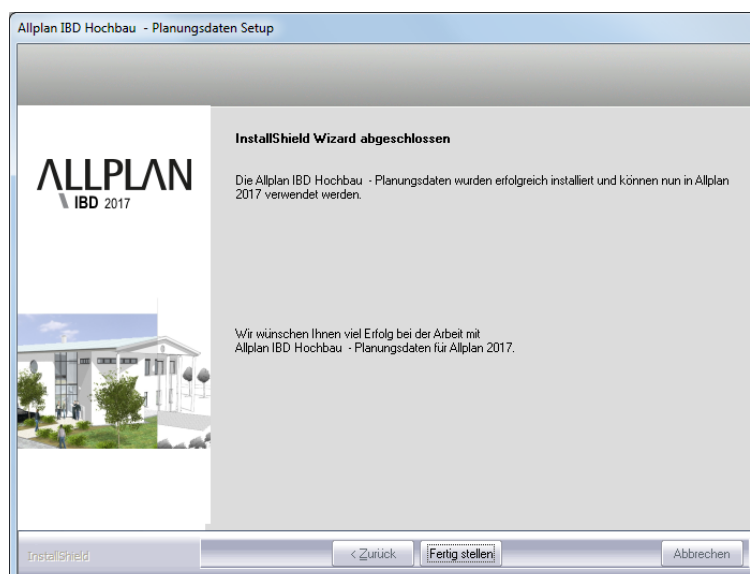 Allplan IBD Hochbau - Planungsdaten Setup
InstallShield Wizard abgeschlossen
Die Allplan IBD Hochbau - Planungsdaten wurden erfolgreich installiert und können nun in Allplan
2017 verwendet werden.
ALLPLAN
IBD 2017
Wir wünschen Ihnen viel Erfolg bei der Arbeit mit
Allplan IBD Hochbau - Planungsdaten für Allplan 2017.
InstallShield
< Zurück
Fertig stellen
Abbrechen